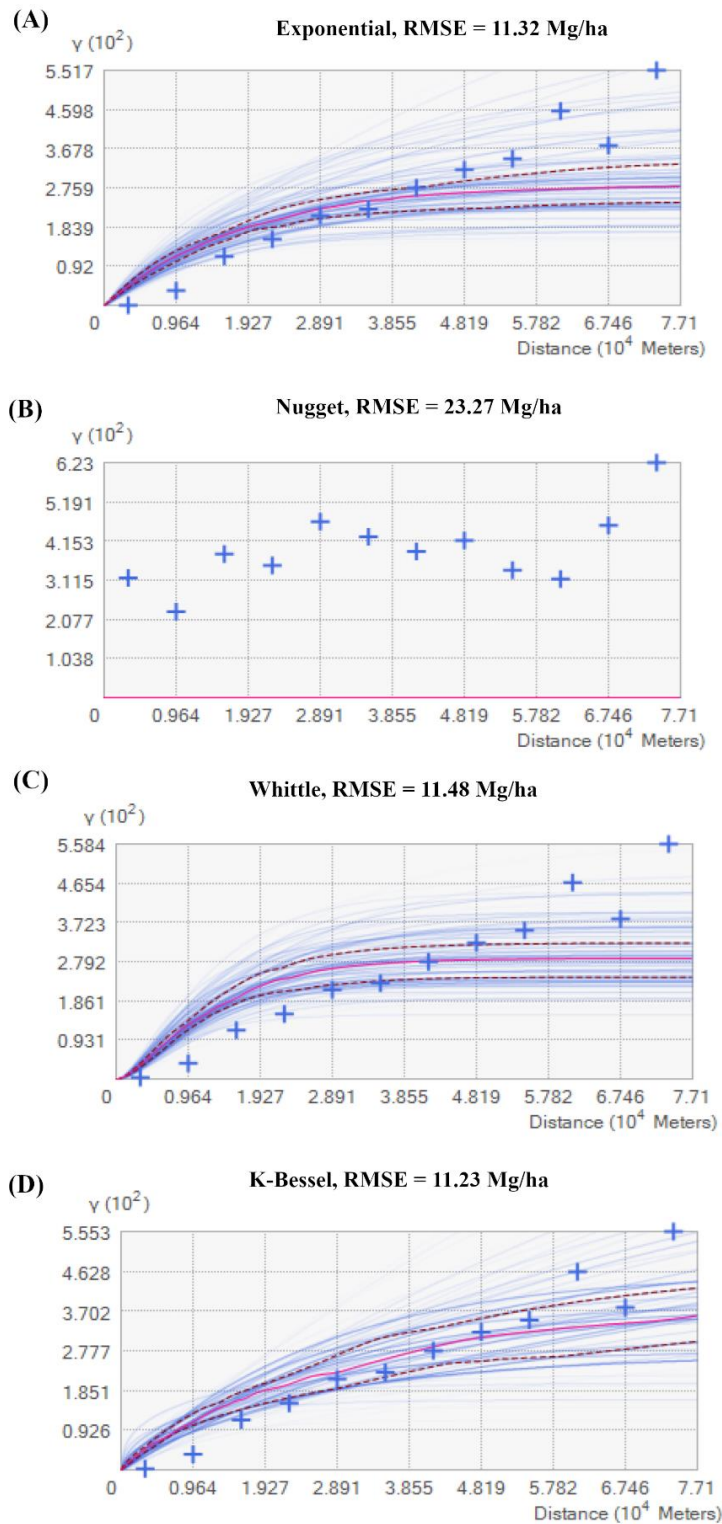 (A)
Exponential, RMSE = 11.32 Mg/ha
γ (10²)
5.517
4.598
3.678
2.759
1.839
0.92
0 0.964 1.927 2.891 3.855 4.819 5.782 6.746 7.71
Distance (10⁴ Meters)
(B)
Nugget, RMSE = 23.27 Mg/ha
γ (10²)
6.23
5.191
4.153
3.115
2.077
1.038
0 0.964 1.927 2.891 3.855 4.819 5.782 6.746 7.71
Distance (10⁴ Meters)
(C)
Whittle, RMSE = 11.48 Mg/ha
γ (10²)
5.584
4.654
3.723
2.792
1.861
0.931
0 0.964 1.927 2.891 3.855 4.819 5.782 6.746 7.71
Distance (10⁴ Meters)
(D)
K-Bessel, RMSE = 11.23 Mg/ha
γ (10²)
5.553
4.628
3.702
2.777
1.851
0.926
0 0.964 1.927 2.891 3.855 4.819 5.782 6.746 7.71
Distance (10⁴ Meters)